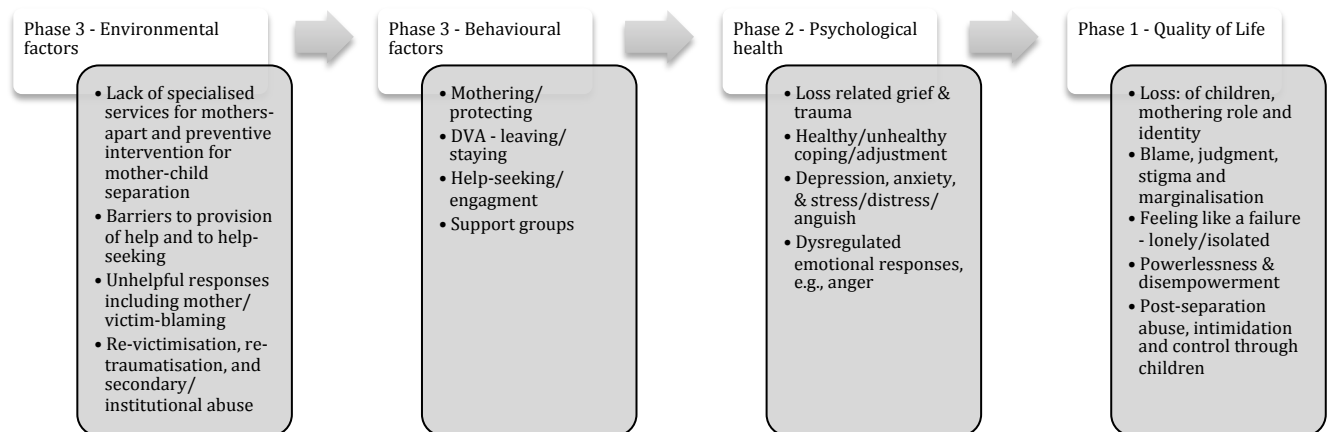 Phase 3 - Environmental
factors
• Lack of specialised
services for mothers-
apart and preventive
intervention for
mother-child
separation
• Barriers to provision
of help and to help-
seeking
• Unhelpful responses
including mother/
victim-blaming
• Re-victimisation, re-
traumatisation, and
secondary/
institutional abuse
Phase 3 - Behavioural
factors
• Mothering/
protecting
• DVA - leaving/
staying
• Help-seeking/
engagment
• Support groups
Phase 2 - Psychological
health
• Loss related grief &
trauma
• Healthy/unhealthy
coping/adjustment
• Depression, anxiety,
& stress/distress/
anguish
• Dysregulated
emotional responses,
e.g., anger
Phase 1 - Quality of Life
• Loss: of children,
mothering role and
identity
• Blame, judgment,
stigma and
marginalisation
• Feeling like a failure
- lonely/isolated
• Powerlessness &
disempowerment
• Post-separation
abuse, intimidation
and control through
children